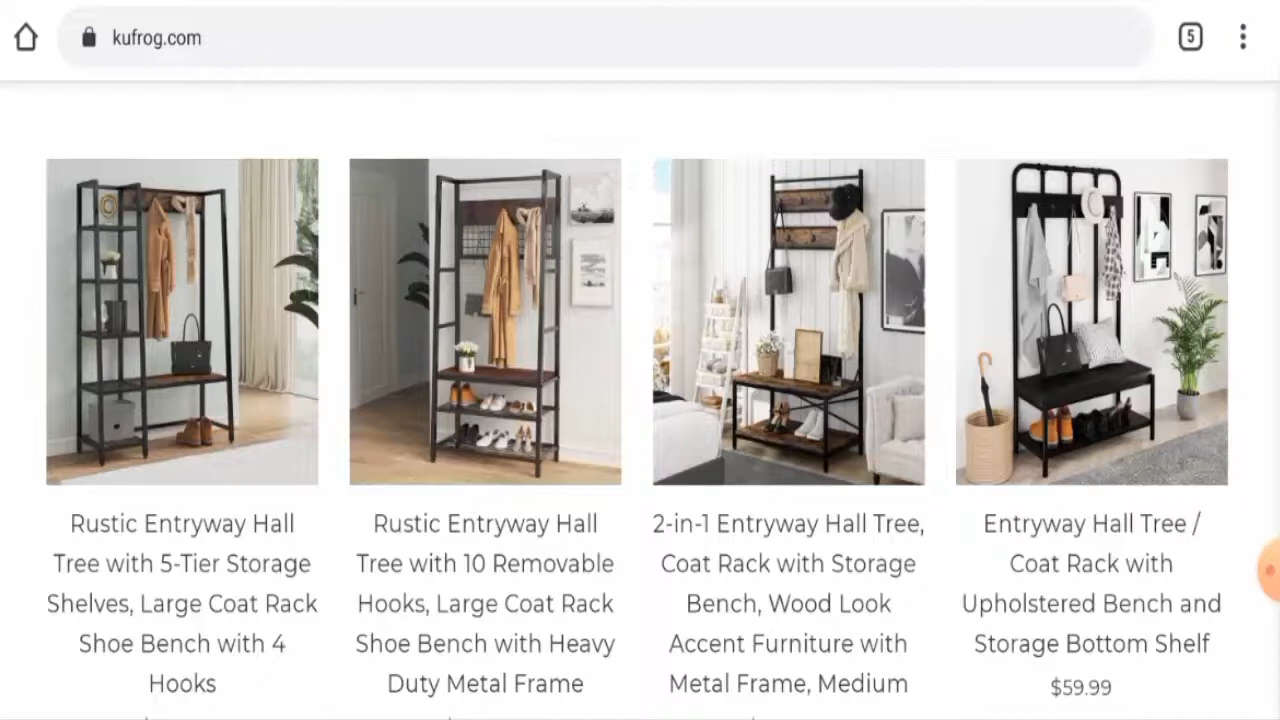 kufrog.com
5
Rustic Entryway Hall
Tree with 5-Tier Storage
Shelves, Large Coat Rack
Shoe Bench with 4
Hooks
Rustic Entryway Hall
Tree with 10 Removable
Hooks, Large Coat Rack
Shoe Bench with Heavy
Duty Metal Frame
2-in-1 Entryway Hall Tree,
Coat Rack with Storage
Bench, Wood Look
Accent Furniture with
Metal Frame, Medium
Entryway Hall Tree /
Coat Rack with
Upholstered Bench and
Storage Bottom Shelf
$59.99